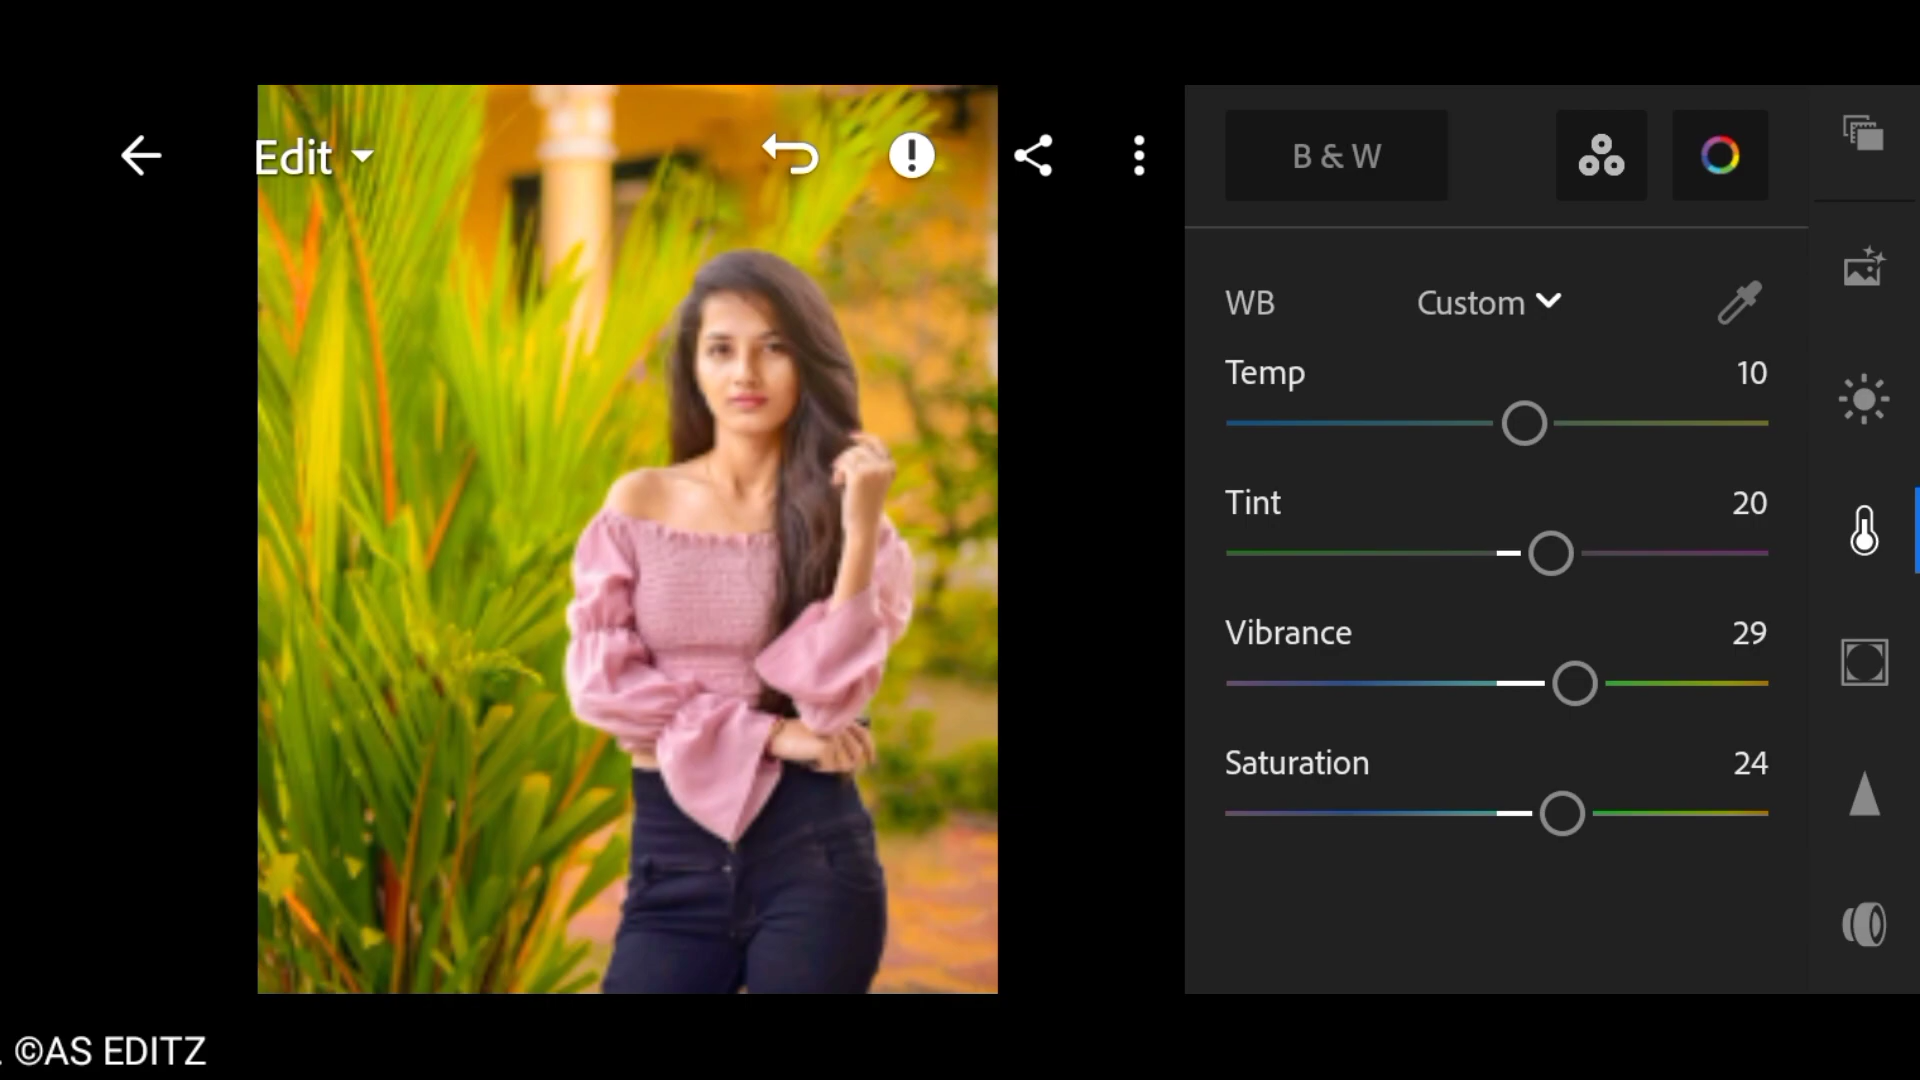 Edit
B & W
WB Custom
Temp 10
Tint 20
Vibrance 29
Saturation 24
. ©AS EDITZ